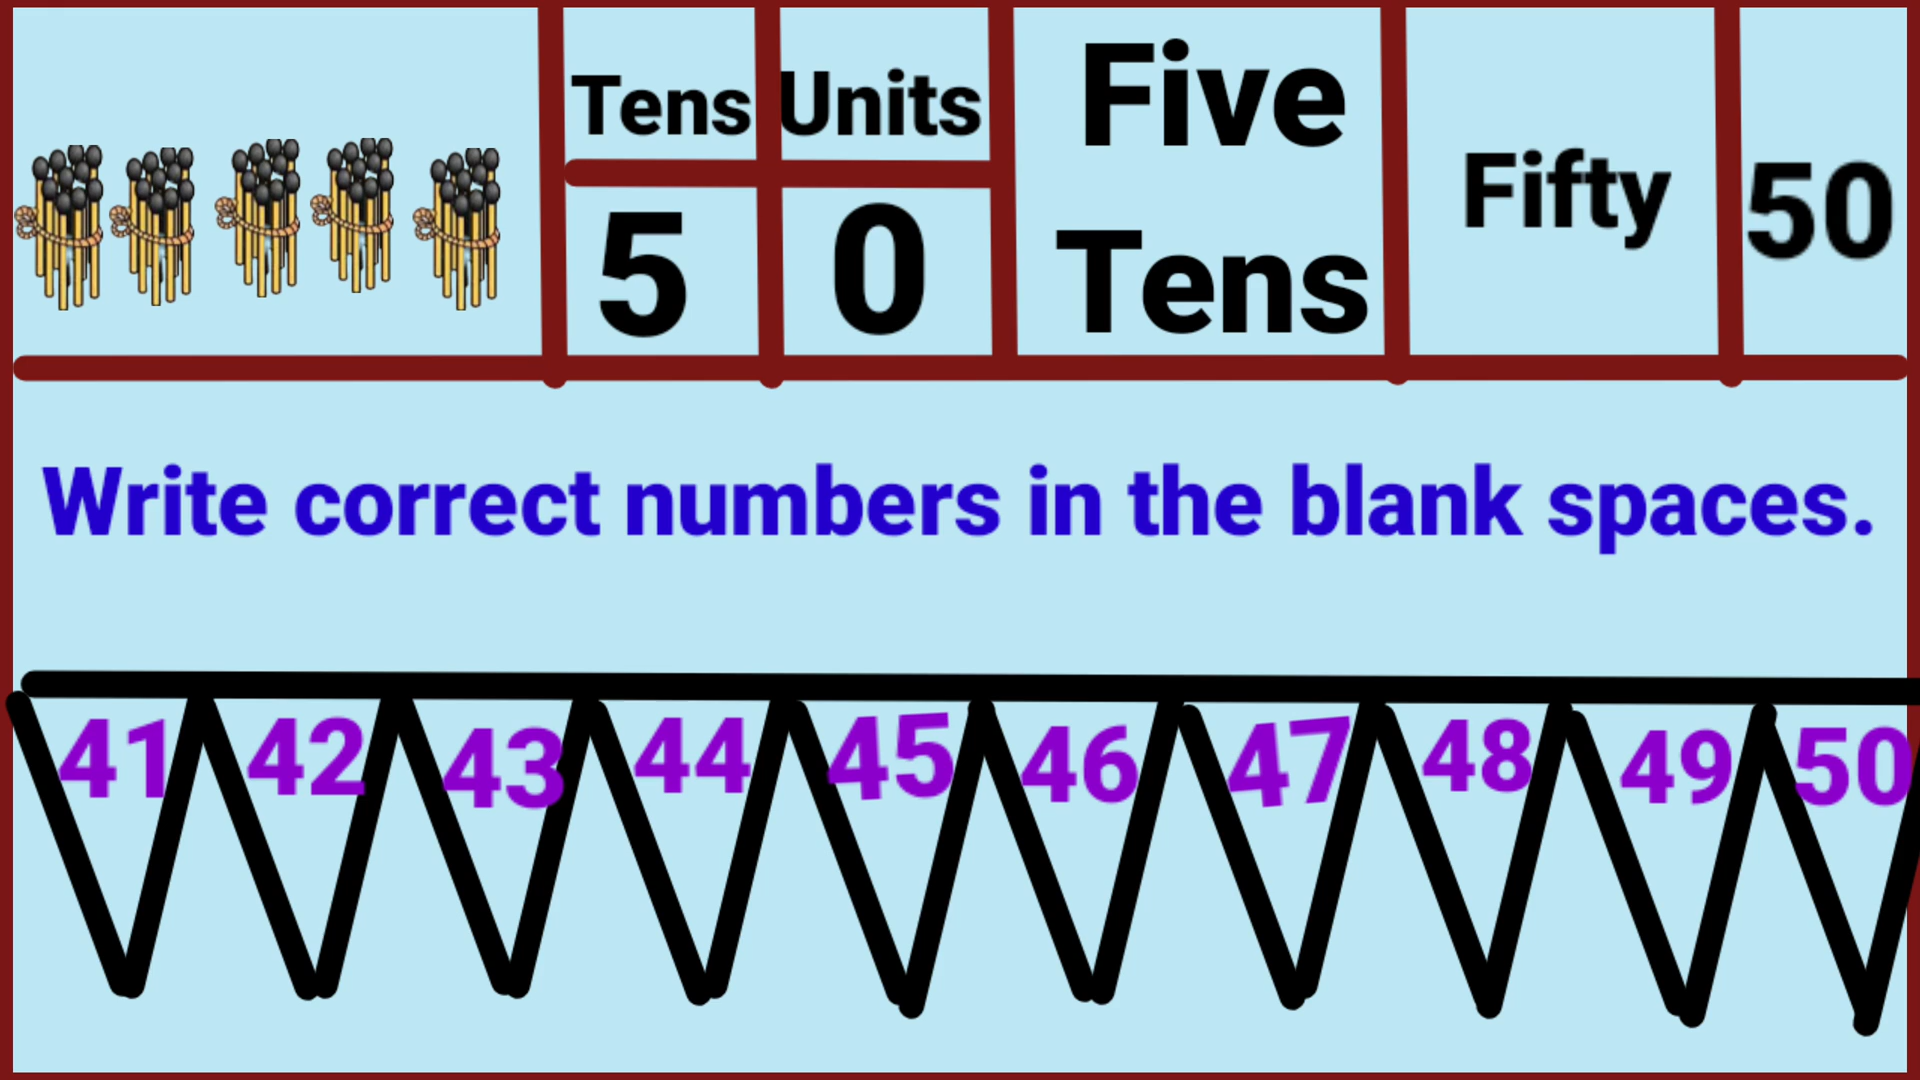 Tens Units
5 0
Five
Tens
Fifty
50
Write correct numbers in the blank spaces.
41 42 43 44 45 46 47 48 49 50